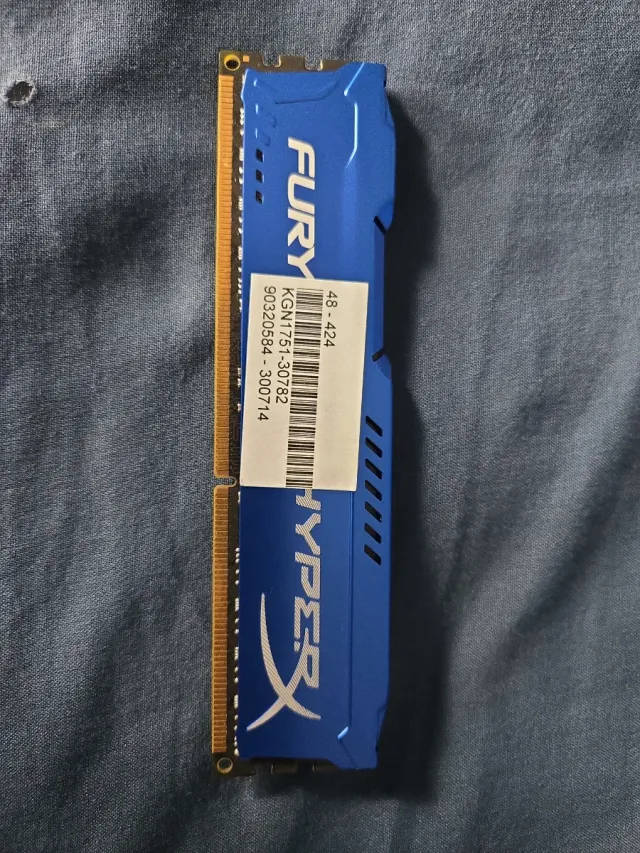 FURY
48 - 424
KGN1751-30782
90320584 - 300714
HYPERX